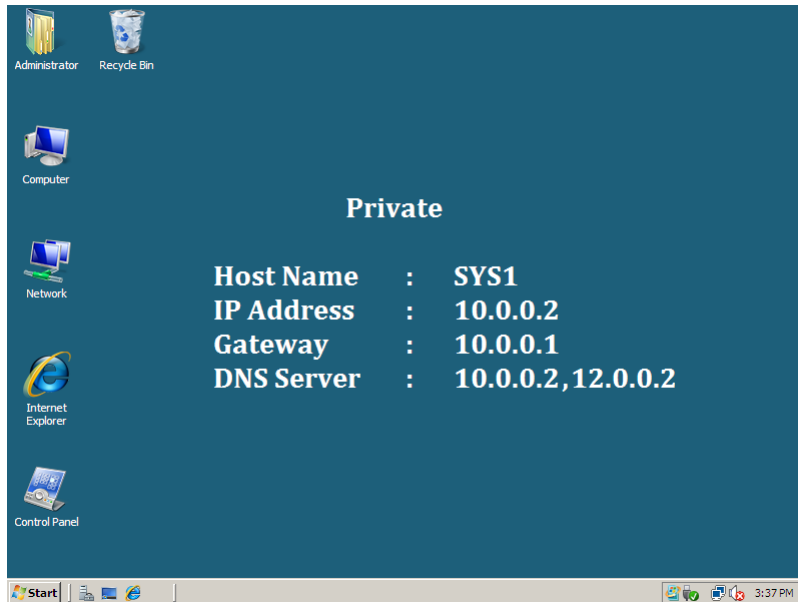 Administrator
Recycle Bin
Computer
Network
Internet
Explorer
Control Panel
Private
Host Name : SYS1
IP Address : 10.0.0.2
Gateway : 10.0.0.1
DNS Server : 10.0.0.2,12.0.0.2
Start
3:37 PM